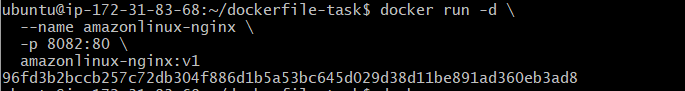 ubuntu@ip-172-31-83-68:~/dockerfile-task$ docker run -d \
  --name amazonlinux-nginx \
  -p 8082:80 \
  amazonlinux-nginx:v1
96fd3b2bccb257c72db304f886d1b5a53bc645d029d38d11be891ad360eb3ad8